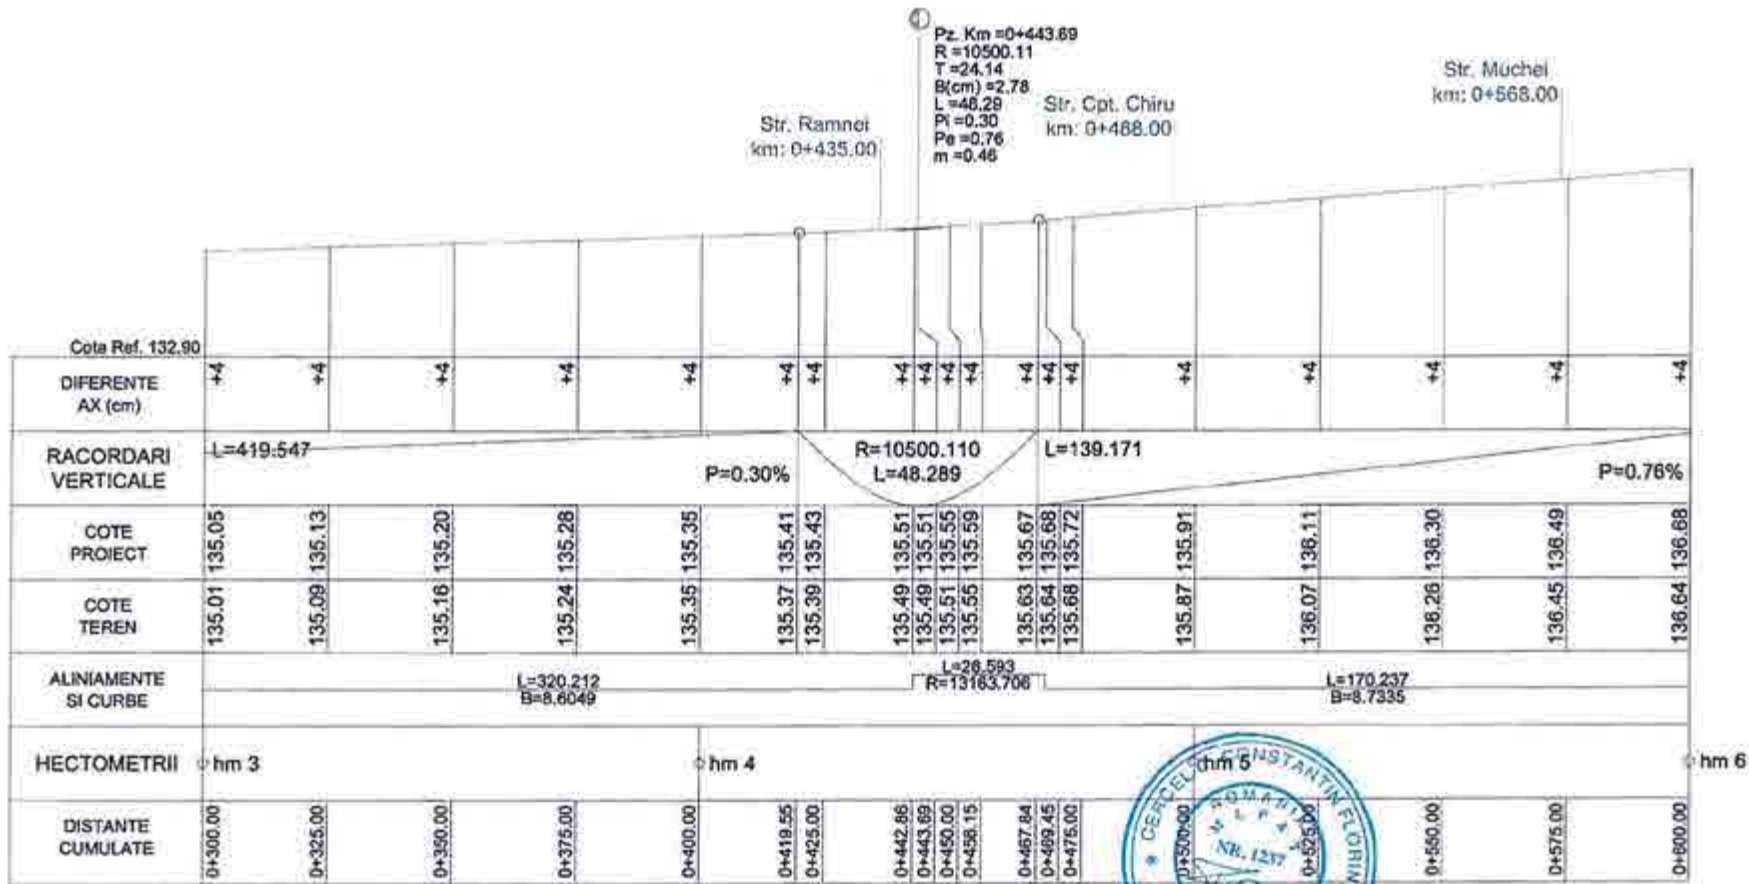 Pz. Km =0+443.69
R =10500.11
T =24.14
B(cm) =2.78
L =48.29
Pi =0.30
Pe =0.76
m =0.46
Str. Ramnei
km: 0+435.00
Str. Cpt. Chiru
km: 0+488.00
Str. Muchei
km: 0+568.00
Cota Ref. 132.90
DIFERENTE
AX (cm)
+4 +4 +4 +4 +4 +4 +4 +4 +4 +4 +4 +4 +4 +4 +4 +4 +4 +4 +4
RACORDARI
VERTICALE
L=419.547
P=0.30%
R=10500.110
L=48.289
L=139.171
P=0.76%
COTE
PROIECT
135.05 135.13 135.20 135.28 135.35 135.41 135.43 135.51 135.51 135.55 135.59 135.67 135.68 135.72 135.91 136.11 136.30 136.49 136.68
COTE
TEREN
135.01 135.09 135.16 135.24 135.35 135.37 135.39 135.49 135.49 135.51 135.55 135.63 135.64 135.68 135.87 136.07 136.26 136.45 136.64
ALINIAMENTE
SI CURBE
L=320.212
B=8.6049
L=26.593
R=13163.706
L=170.237
B=8.7335
HECTOMETRII
hm 3
hm 4
hm 5
hm 6
DISTANTE
CUMULATE
0+300.00 0+325.00 0+350.00 0+375.00 0+400.00 0+419.55 0+425.00 0+442.86 0+443.69 0+450.00 0+456.15 0+467.84 0+469.45 0+475.00 0+500.00 0+525.00 0+550.00 0+575.00 0+600.00
CONSTANTIN FLORIN
ROMANIA
NR. 1237